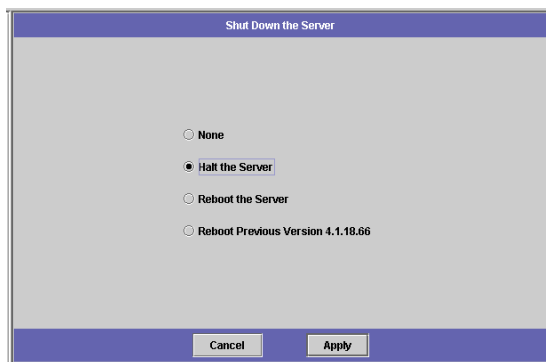 Shut Down the Server
None
Halt the Server
Reboot the Server
Reboot Previous Version 4.1.18.66
Cancel Apply